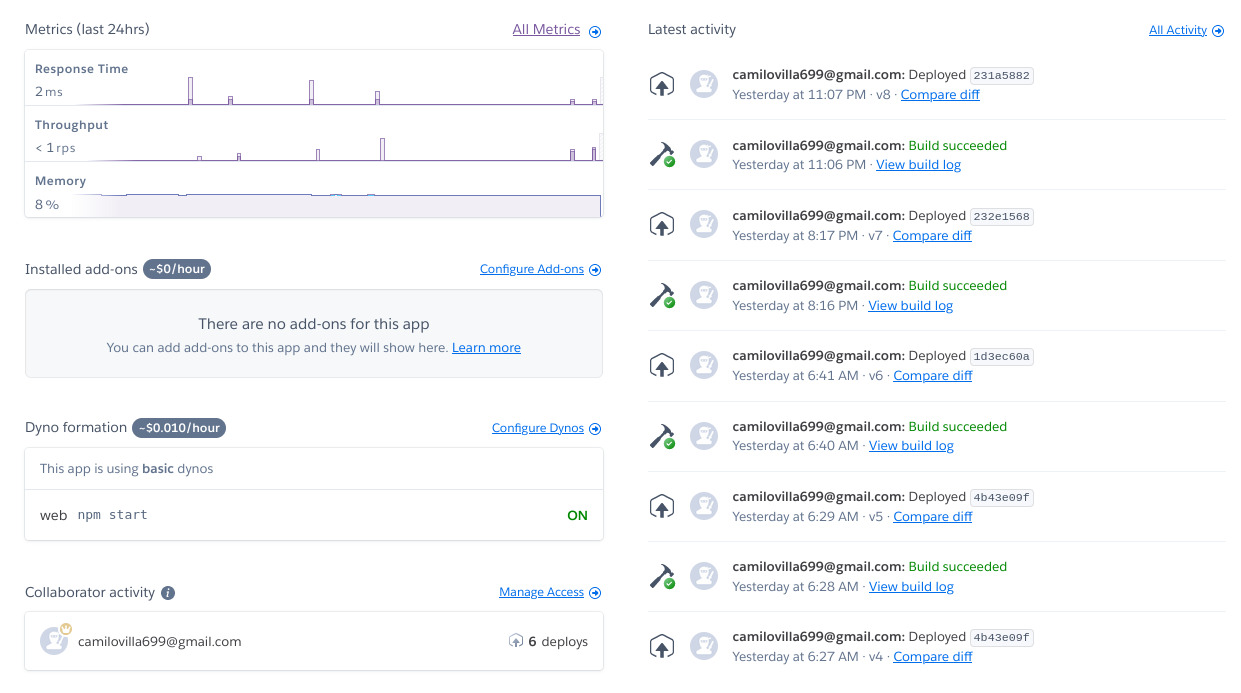 Metrics (last 24hrs)
All Metrics
Response Time
2 ms
Throughput
< 1 rps
Memory
8 %
Installed add-ons ~$0/hour
Configure Add-ons
There are no add-ons for this app
You can add add-ons to this app and they will show here. Learn more
Dyno formation ~$0.010/hour
Configure Dynos
This app is using basic dynos
web npm start
ON
Collaborator activity i
Manage Access
camilovilla699@gmail.com
6 deploys
Latest activity
All Activity
camilovilla699@gmail.com: Deployed 231a5882
Yesterday at 11:07 PM · v8 · Compare diff
camilovilla699@gmail.com: Build succeeded
Yesterday at 11:06 PM · View build log
camilovilla699@gmail.com: Deployed 232e1568
Yesterday at 8:17 PM · v7 · Compare diff
camilovilla699@gmail.com: Build succeeded
Yesterday at 8:16 PM · View build log
camilovilla699@gmail.com: Deployed 1d3ec60a
Yesterday at 6:41 AM · v6 · Compare diff
camilovilla699@gmail.com: Build succeeded
Yesterday at 6:40 AM · View build log
camilovilla699@gmail.com: Deployed 4b43e09f
Yesterday at 6:29 AM · v5 · Compare diff
camilovilla699@gmail.com: Build succeeded
Yesterday at 6:28 AM · View build log
camilovilla699@gmail.com: Deployed 4b43e09f
Yesterday at 6:27 AM · v4 · Compare diff